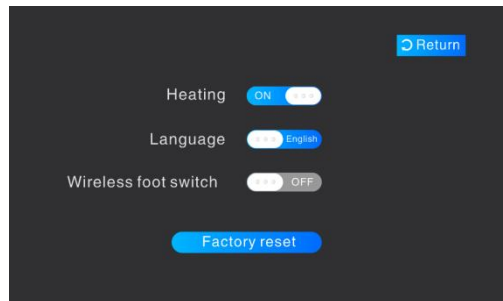 Return
Heating ON
Language English
Wireless foot switch OFF
Factory reset